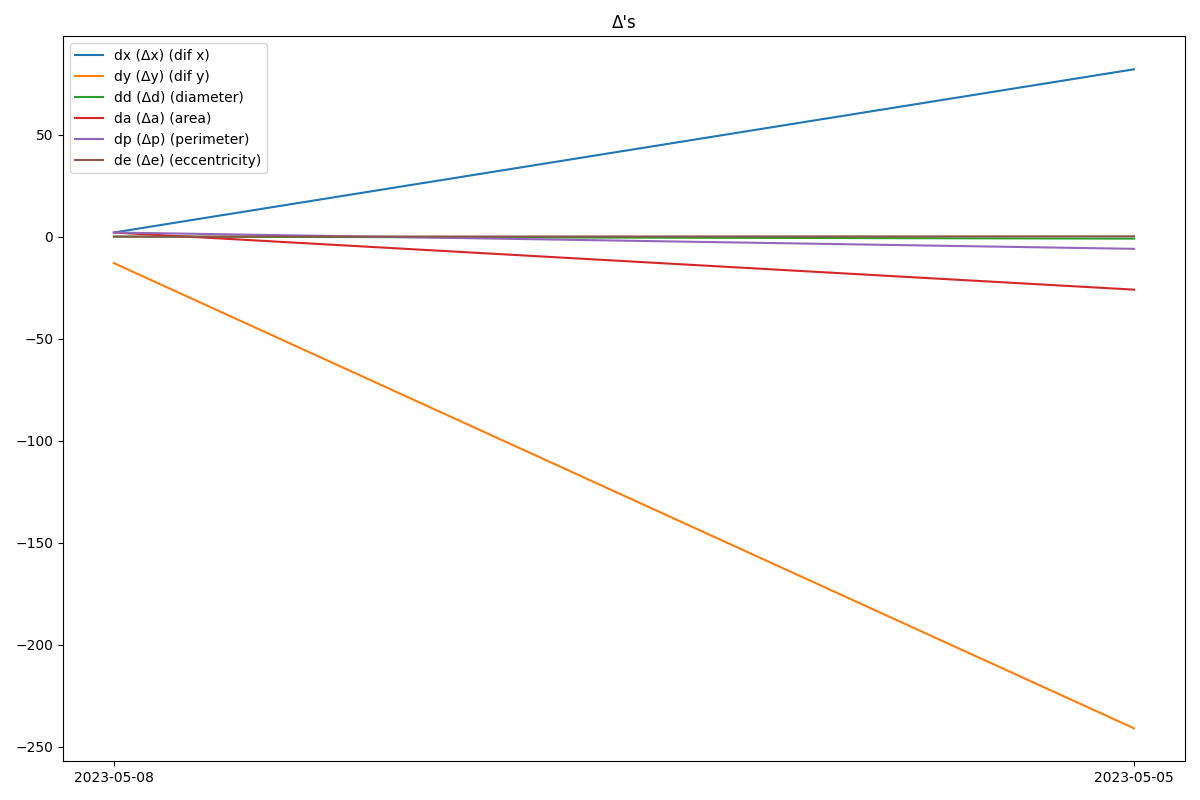 Δ's
dx (Δx) (dif x)
dy (Δy) (dif y)
dd (Δd) (diameter)
da (Δa) (area)
dp (Δp) (perimeter)
de (Δe) (eccentricity)
50
0
−50
−100
−150
−200
−250
2023-05-08
2023-05-05